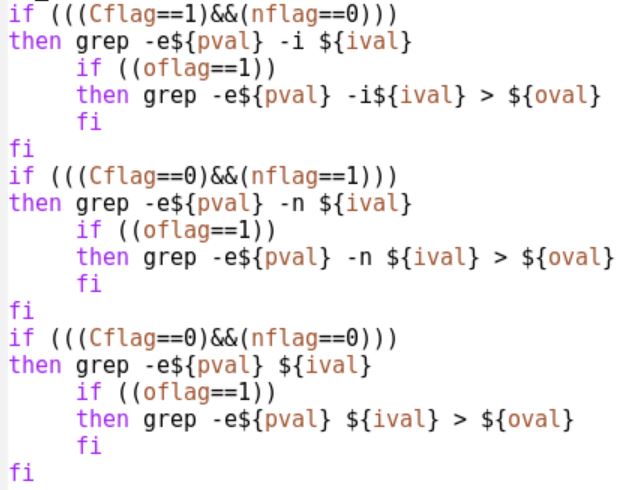 if (((Cflag==1)&&(nflag==0)))
then grep -e${pval} -i ${ival}
if ((oflag==1))
then grep -e${pval} -i${ival} > ${oval}
fi
fi
if (((Cflag==0)&&(nflag==1)))
then grep -e${pval} -n ${ival}
if ((oflag==1))
then grep -e${pval} -n ${ival} > ${oval}
fi
fi
if (((Cflag==0)&&(nflag==0)))
then grep -e${pval} ${ival}
if ((oflag==1))
then grep -e${pval} ${ival} > ${oval}
fi
fi